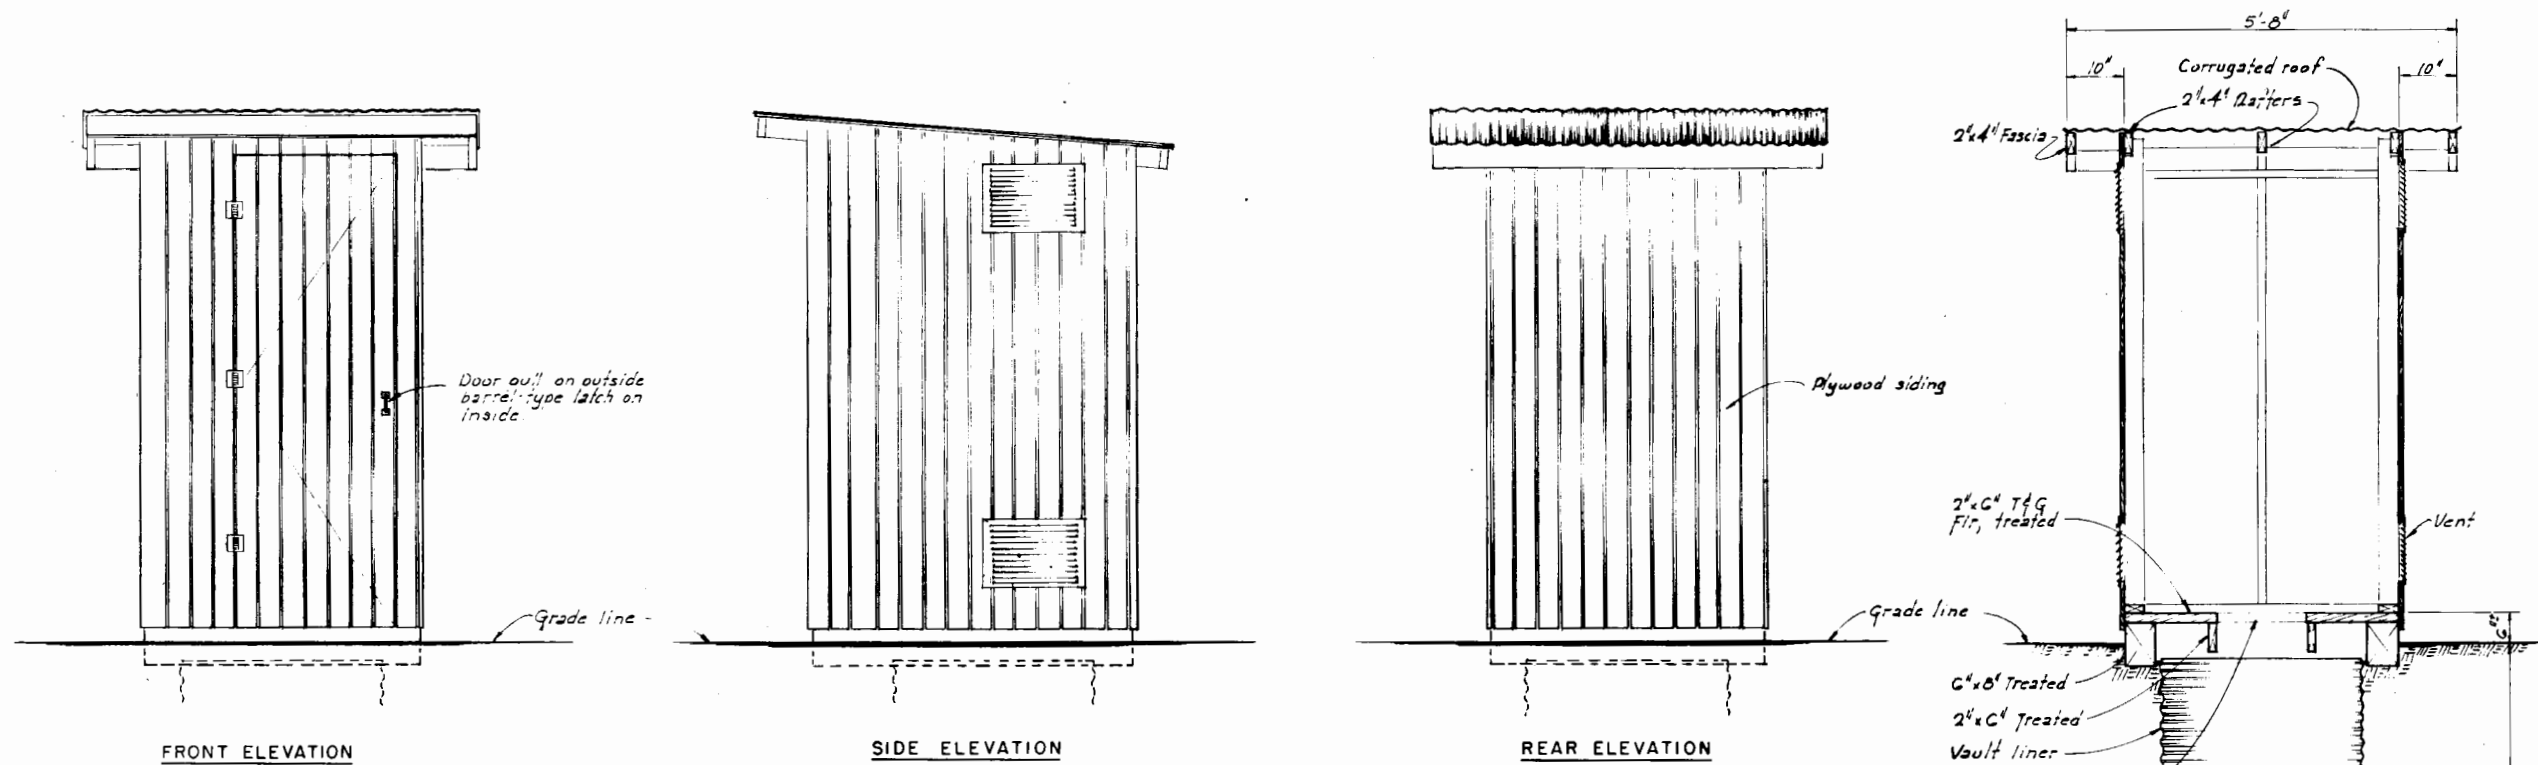 Door pull on outside
barrel-type latch on
inside.
Grade line
FRONT ELEVATION
SIDE ELEVATION
Plywood siding
Grade line
REAR ELEVATION
5'-8"
10"
Corrugated roof
10"
2"x4" Rafters
2"x4" Fascia
2"x6" T&G
Fir, treated
Vent
6"x8" Treated
2"x6" Treated
Vault liner